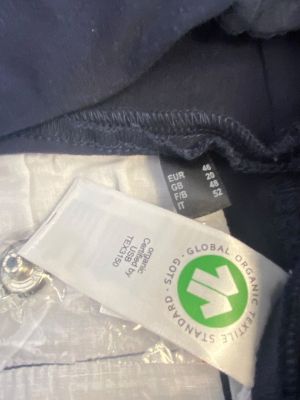 EUR 46
GB 20
F/B 48
IT 52
organic
Certified by
USB
TEX3150
GLOBAL ORGANIC TEXTILE STANDARD · GOTS ·